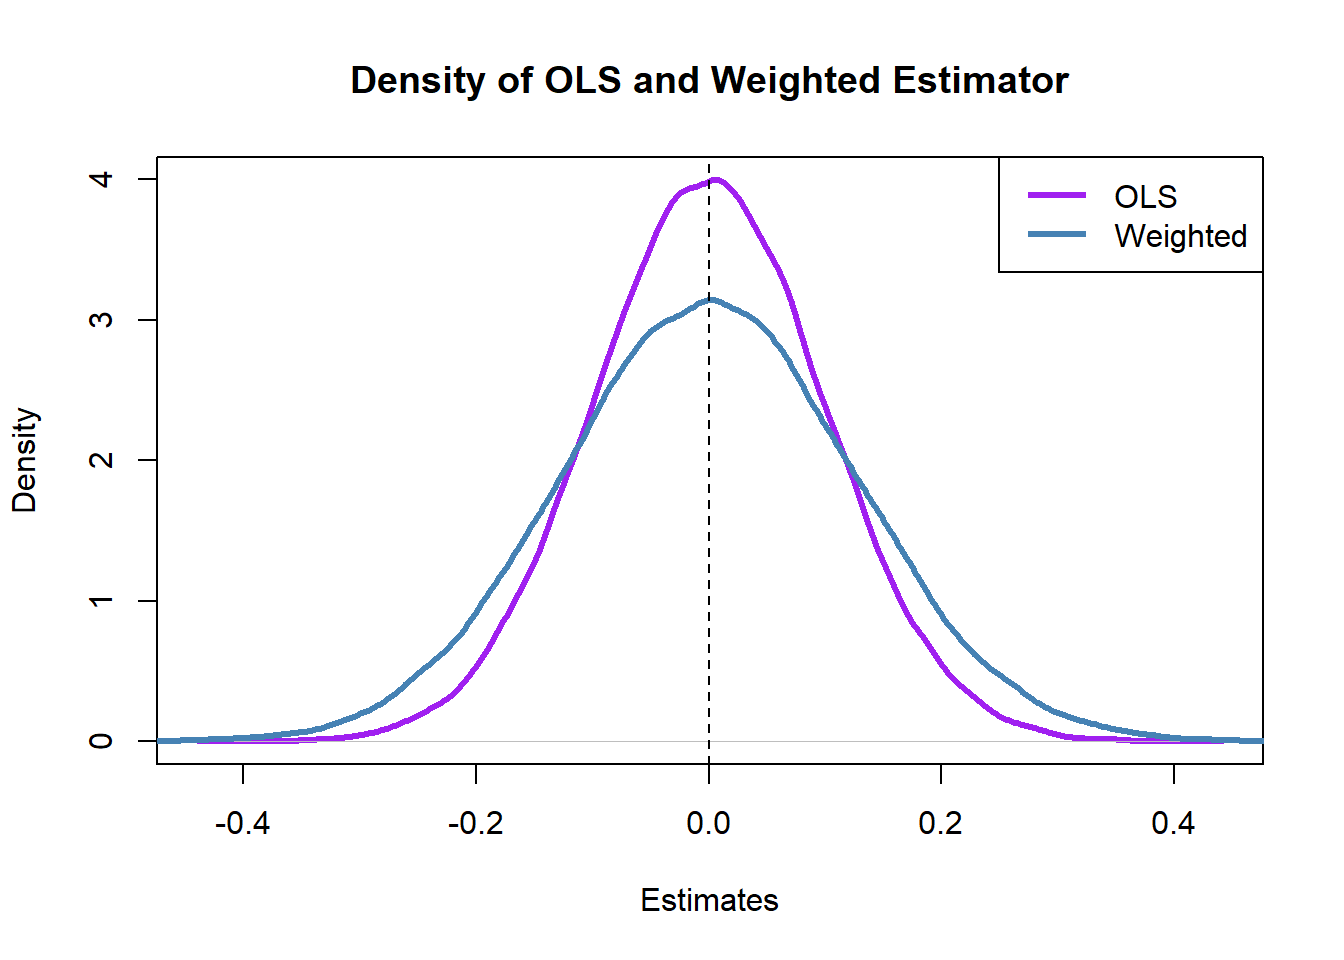 Density of OLS and Weighted Estimator
OLS
Weighted
Density
4
3
2
1
0
-0.4
-0.2
0.0
0.2
0.4
Estimates